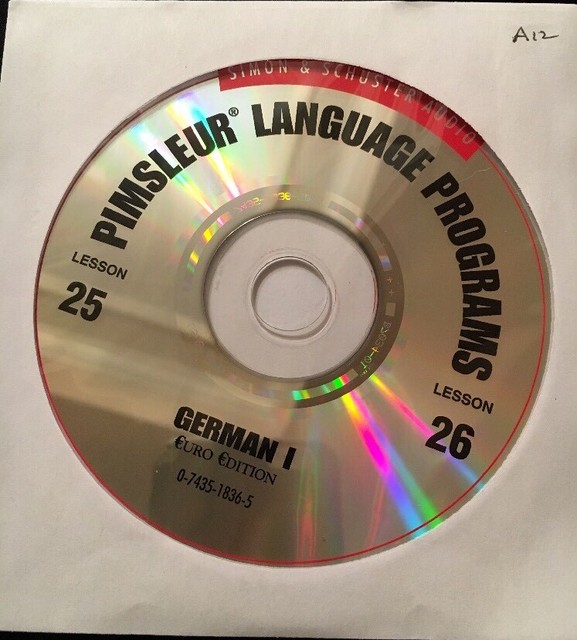 A12
SIMON & SCHUSTER AUDIO
PIMSLEUR® LANGUAGE PROGRAMS
LESSON
25
LESSON
26
GERMAN I
€URO €DITION
0-7435-1836-5